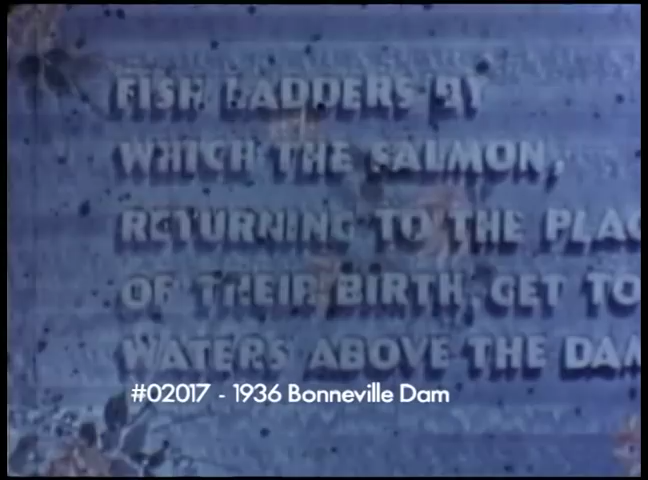 FISH LADDERS BY
WHICH THE SALMON,
RETURNING TO THE PLAC
OF THEIR BIRTH, GET TO
WATERS ABOVE THE DAM
#02017 - 1936 Bonneville Dam